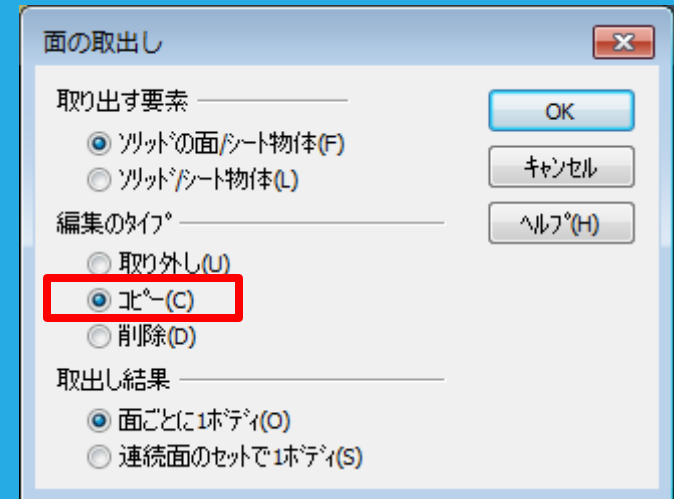 面の取出し
取り出す要素
ｿﾘｯﾄﾞの面/ｼｰﾄ物体(F)
ｿﾘｯﾄﾞ/ｼｰﾄ物体(L)
編集のﾀｲﾌﾟ
取り外し(U)
ｺﾋﾟｰ(C)
削除(D)
取出し結果
面ごとに1ﾎﾞﾃﾞｨ(O)
連続面のセットで1ﾎﾞﾃﾞｨ(S)
OK
ｷｬﾝｾﾙ
ﾍﾙﾌﾟ(H)